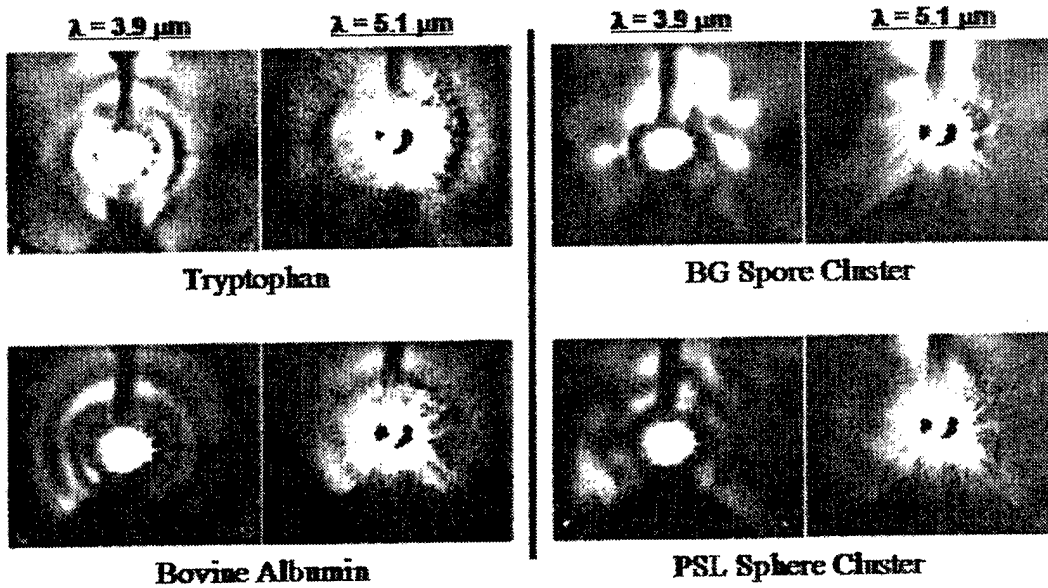 λ = 3.9 μm
λ = 5.1 μm
λ = 3.9 μm
λ = 5.1 μm
Tryptophan
BG Spore Cluster
Bovine Albumin
PSL Sphere Cluster